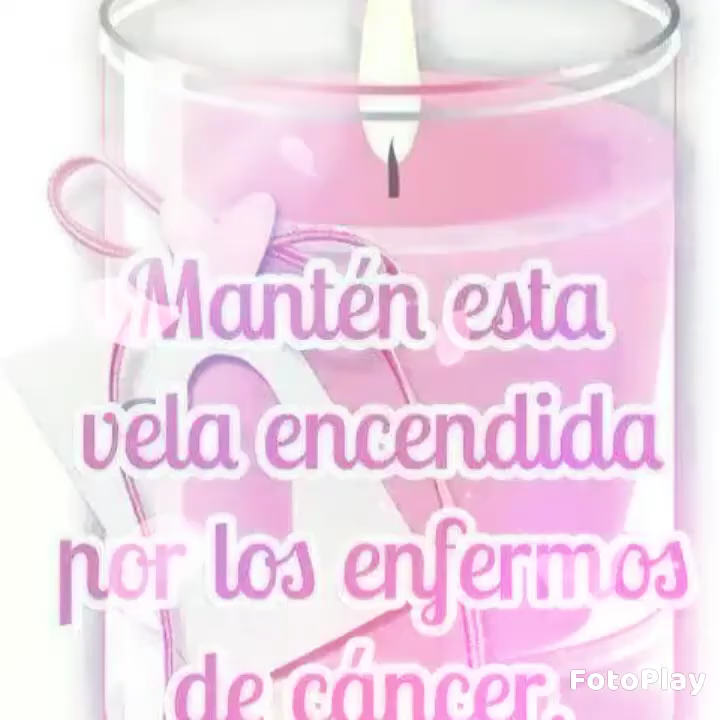 Mantén esta
vela encendida
por los enfermos
de cáncer.
FotoPlay